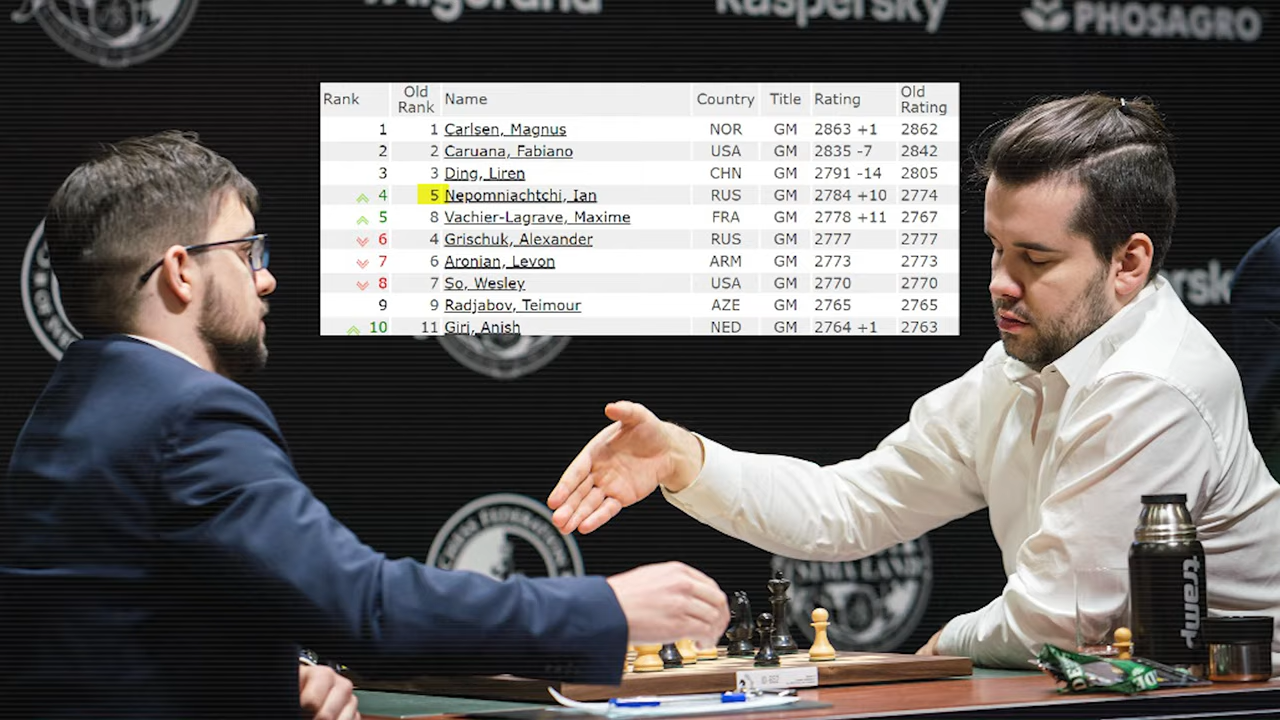 Kaspersky
PHOSAGRO
Rank Old Rank Name Country Title Rating Old Rating
1 1 Carlsen, Magnus NOR GM 2863 +1 2862
2 2 Caruana, Fabiano USA GM 2835 -7 2842
3 3 Ding, Liren CHN GM 2791 -14 2805
4 5 Nepomniachtchi, Ian RUS GM 2784 +10 2774
5 8 Vachier-Lagrave, Maxime FRA GM 2778 +11 2767
6 4 Grischuk, Alexander RUS GM 2777 2777
7 6 Aronian, Levon ARM GM 2773 2773
8 7 So, Wesley USA GM 2770 2770
9 9 Radjabov, Teimour AZE GM 2765 2765
10 11 Giri, Anish NED GM 2764 +1 2763
tramp